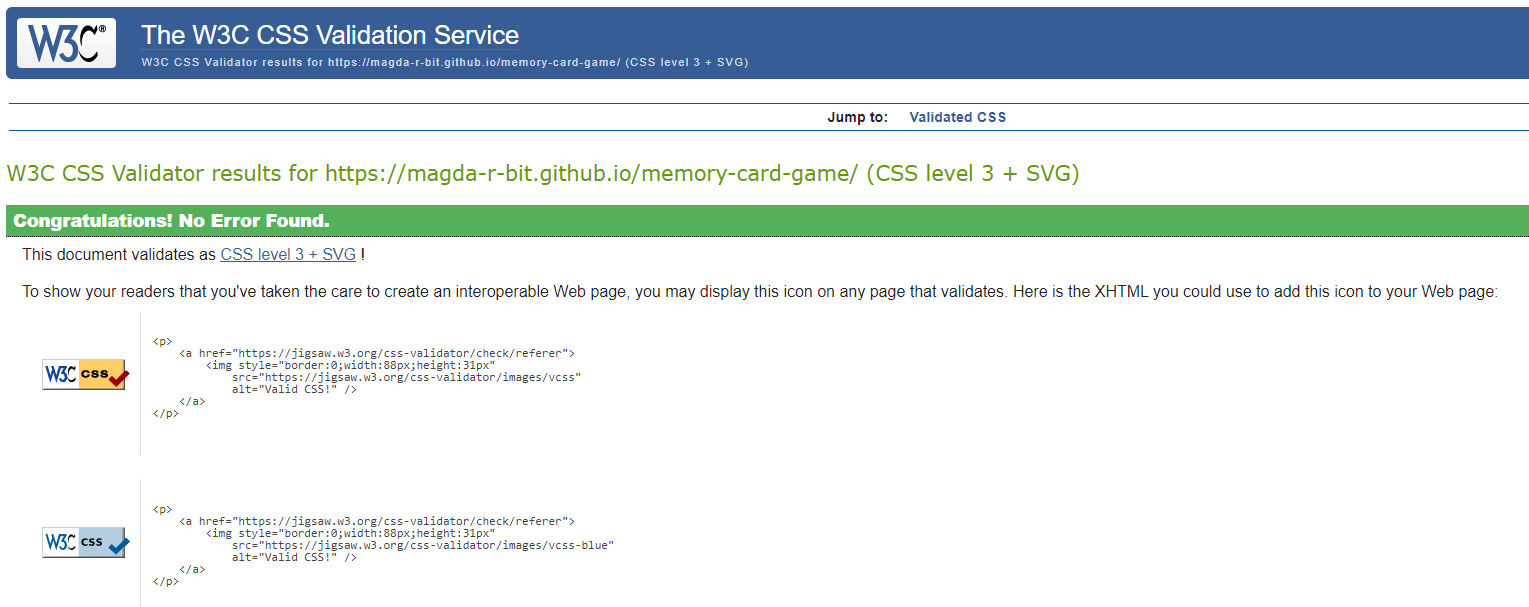 W3C®
The W3C CSS Validation Service
W3C CSS Validator results for https://magda-r-bit.github.io/memory-card-game/ (CSS level 3 + SVG)
Jump to: Validated CSS
W3C CSS Validator results for https://magda-r-bit.github.io/memory-card-game/ (CSS level 3 + SVG)
Congratulations! No Error Found.
This document validates as CSS level 3 + SVG !
To show your readers that you've taken the care to create an interoperable Web page, you may display this icon on any page that validates. Here is the XHTML you could use to add this icon to your Web page:
W3C css
<p>
    <a href="https://jigsaw.w3.org/css-validator/check/referer">
        <img style="border:0;width:88px;height:31px"
            src="https://jigsaw.w3.org/css-validator/images/vcss"
            alt="Valid CSS!" />
    </a>
</p>
W3C css
<p>
    <a href="https://jigsaw.w3.org/css-validator/check/referer">
        <img style="border:0;width:88px;height:31px"
            src="https://jigsaw.w3.org/css-validator/images/vcss-blue"
            alt="Valid CSS!" />
    </a>
</p>